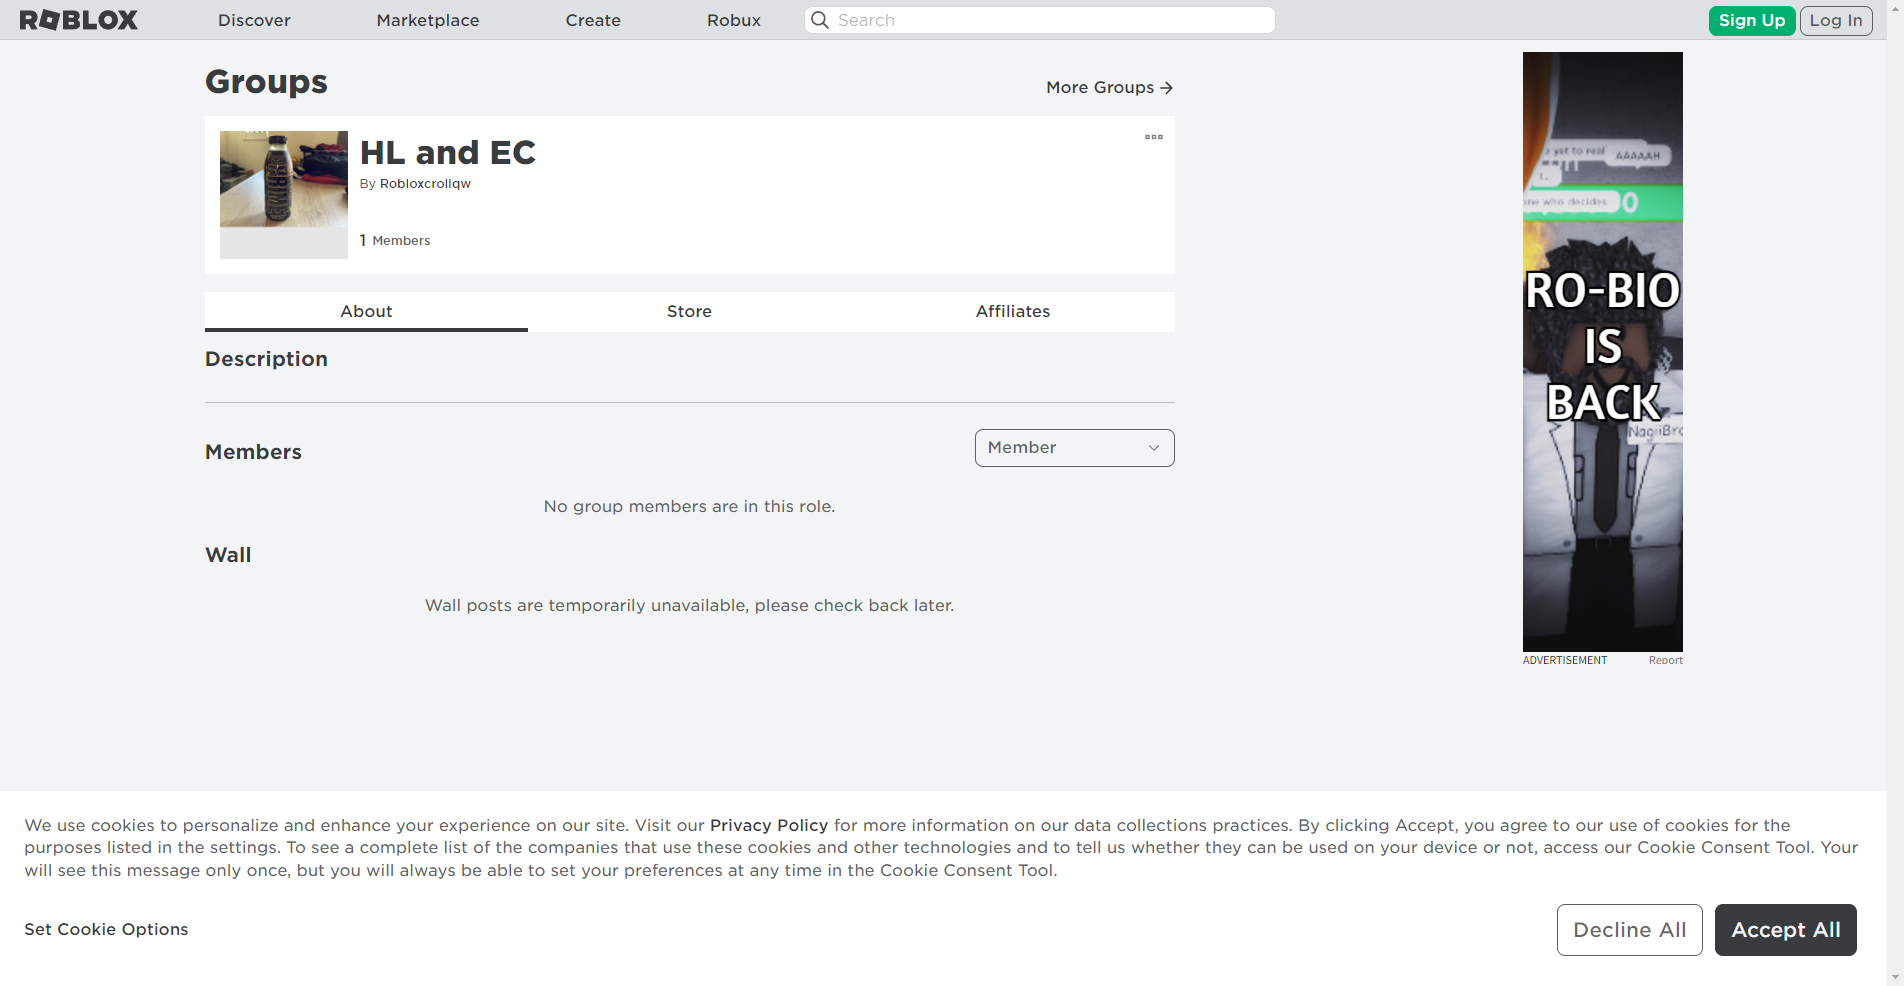 ROBLOX
Discover
Marketplace
Create
Robux
Search
Sign Up
Log In
Groups
More Groups
HL and EC
By Robloxcrollqw
1 Members
About
Store
Affiliates
Description
Members
Member
No group members are in this role.
Wall
Wall posts are temporarily unavailable, please check back later.
yet to real
AAAAAH
one who decides.
RO-BIO
IS
BACK
ADVERTISEMENT
Report
We use cookies to personalize and enhance your experience on our site. Visit our Privacy Policy for more information on our data collections practices. By clicking Accept, you agree to our use of cookies for the
purposes listed in the settings. To see a complete list of the companies that use these cookies and other technologies and to tell us whether they can be used on your device or not, access our Cookie Consent Tool. Your
will see this message only once, but you will always be able to set your preferences at any time in the Cookie Consent Tool.
Set Cookie Options
Decline All
Accept All